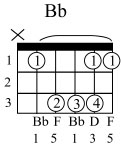 Bb
×
1 1 1 1
2
3 2 3 4
Bb F Bb D F
1 5 1 3 5